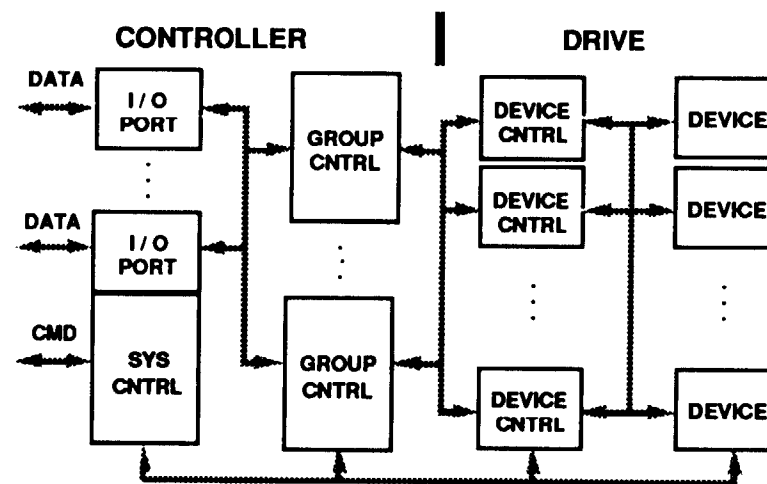 CONTROLLER
DRIVE
DATA
I / O
PORT
GROUP
CNTRL
DEVICE
CNTRL
DEVICE
DEVICE
CNTRL
DEVICE
DATA
I / O
PORT
CMD
SYS
CNTRL
GROUP
CNTRL
DEVICE
CNTRL
DEVICE